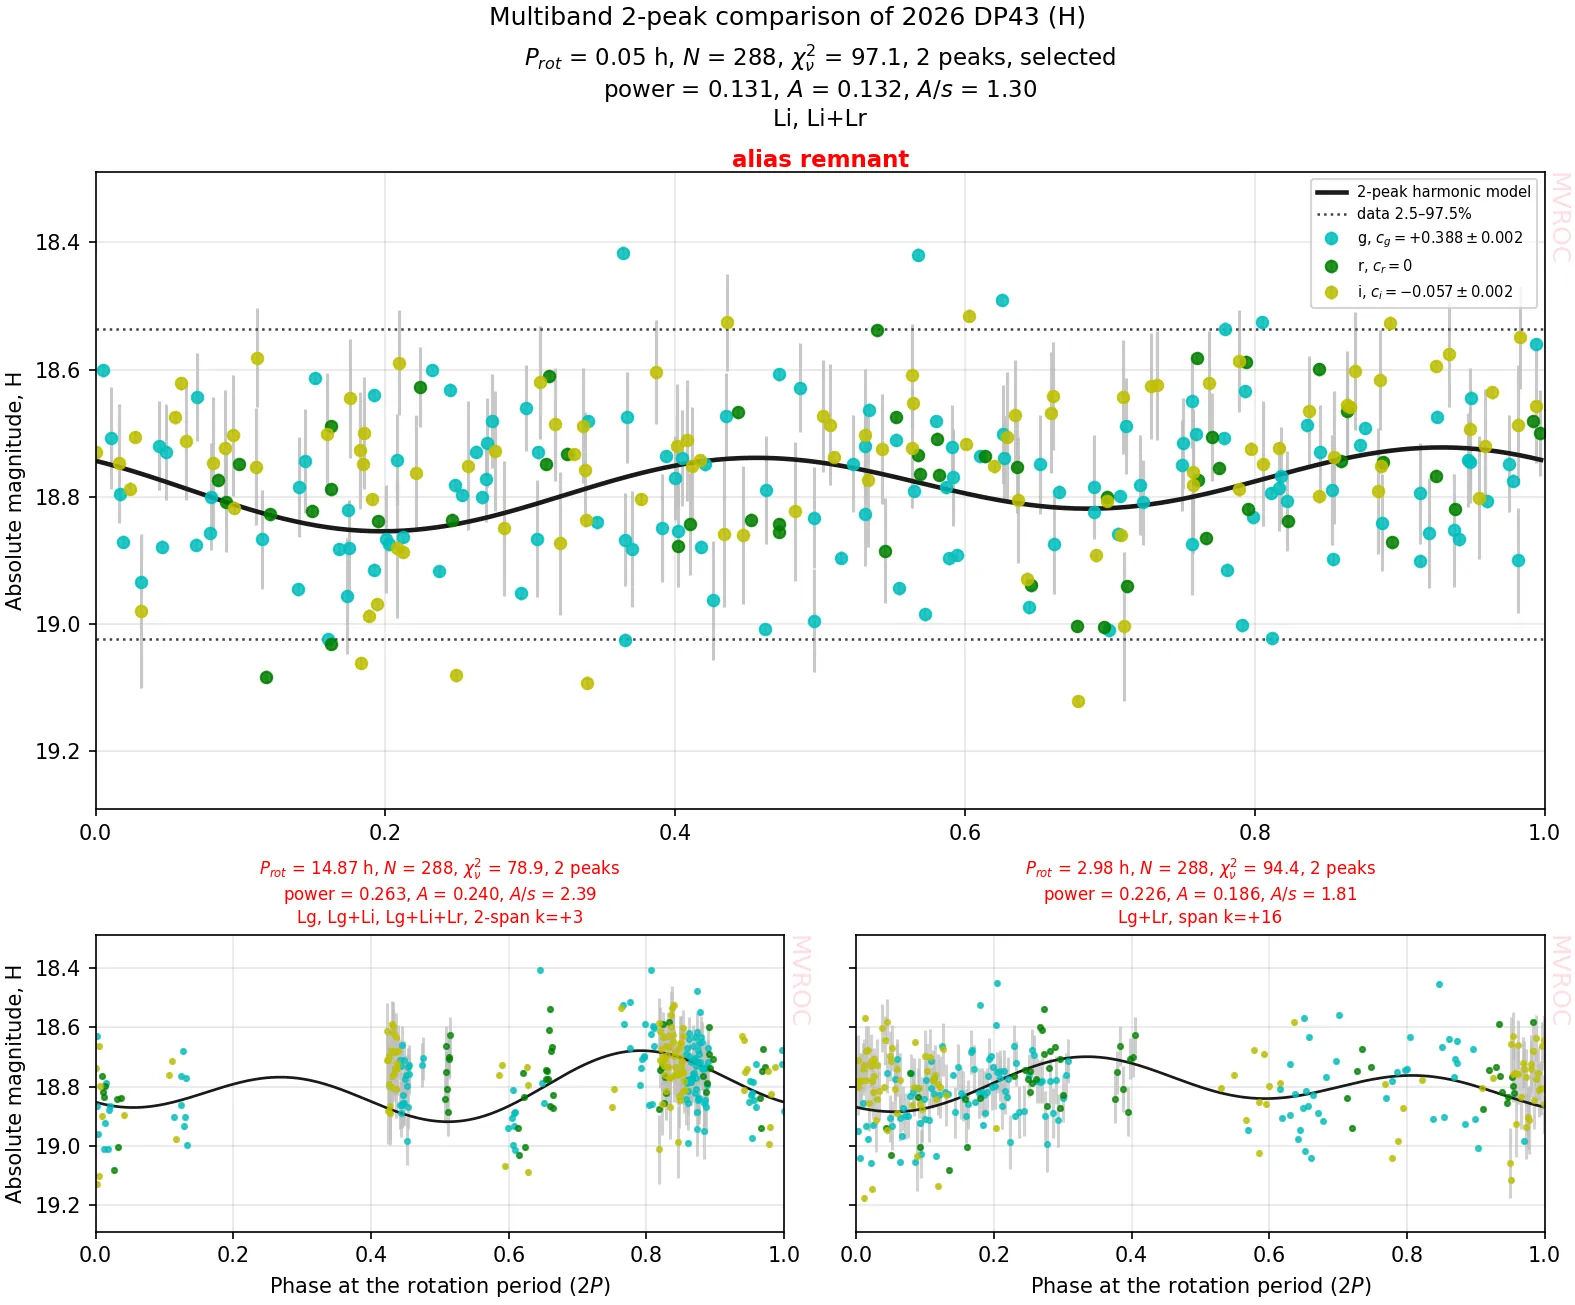 Multiband 2-peak comparison of 2026 DP43 (H)
P_rot = 0.05 h, N = 288, χ²_ν = 97.1, 2 peaks, selected
power = 0.131, A = 0.132, A/s = 1.30
Li, Li+Lr
alias remnant
2-peak harmonic model
data 2.5–97.5%
g, c_g = +0.388 ± 0.002
r, c_r = 0
i, c_i = −0.057 ± 0.002
MVROC
Absolute magnitude, H
18.4
18.6
18.8
19.0
19.2
0.0 0.2 0.4 0.6 0.8 1.0
P_rot = 14.87 h, N = 288, χ²_ν = 78.9, 2 peaks
power = 0.263, A = 0.240, A/s = 2.39
Lg, Lg+Li, Lg+Li+Lr, 2-span k=+3
MVROC
Absolute magnitude, H
18.4
18.6
18.8
19.0
19.2
0.0 0.2 0.4 0.6 0.8 1.0
Phase at the rotation period (2P)
P_rot = 2.98 h, N = 288, χ²_ν = 94.4, 2 peaks
power = 0.226, A = 0.186, A/s = 1.81
Lg+Lr, span k=+16
MVROC
0.0 0.2 0.4 0.6 0.8 1.0
Phase at the rotation period (2P)